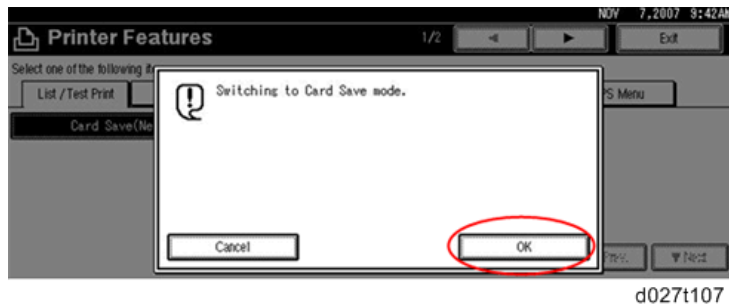 NOV 7,2007 9:42AM
Printer Features 1/2 ◄ ► Exit
Select one of the following
List / Test Print PS Menu
Switching to Card Save mode.
Card Save(Ne
Cancel OK
▼ Next
d027t107